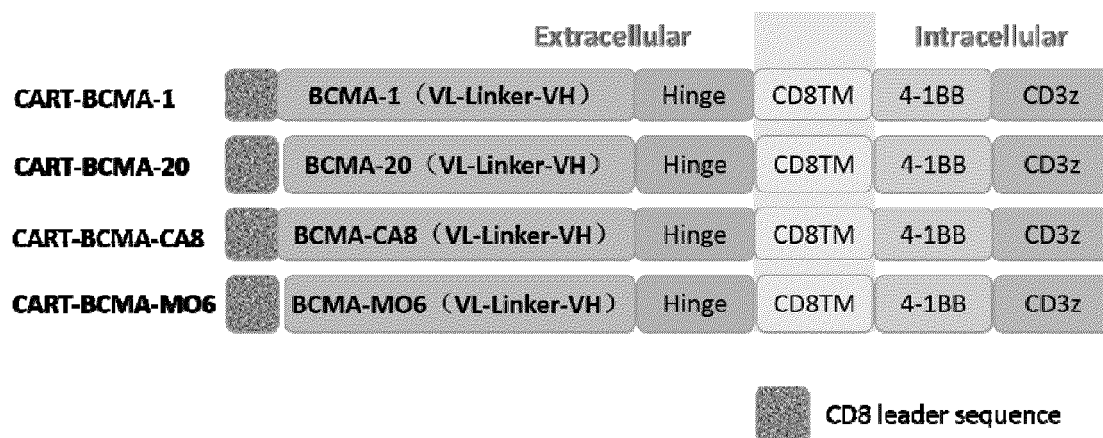 Extracellular Intracellular
CART-BCMA-1 BCMA-1（VL-Linker-VH） Hinge CD8TM 4-1BB CD3z
CART-BCMA-20 BCMA-20（VL-Linker-VH） Hinge CD8TM 4-1BB CD3z
CART-BCMA-CA8 BCMA-CA8（VL-Linker-VH） Hinge CD8TM 4-1BB CD3z
CART-BCMA-MO6 BCMA-MO6（VL-Linker-VH） Hinge CD8TM 4-1BB CD3z
CD8 leader sequence